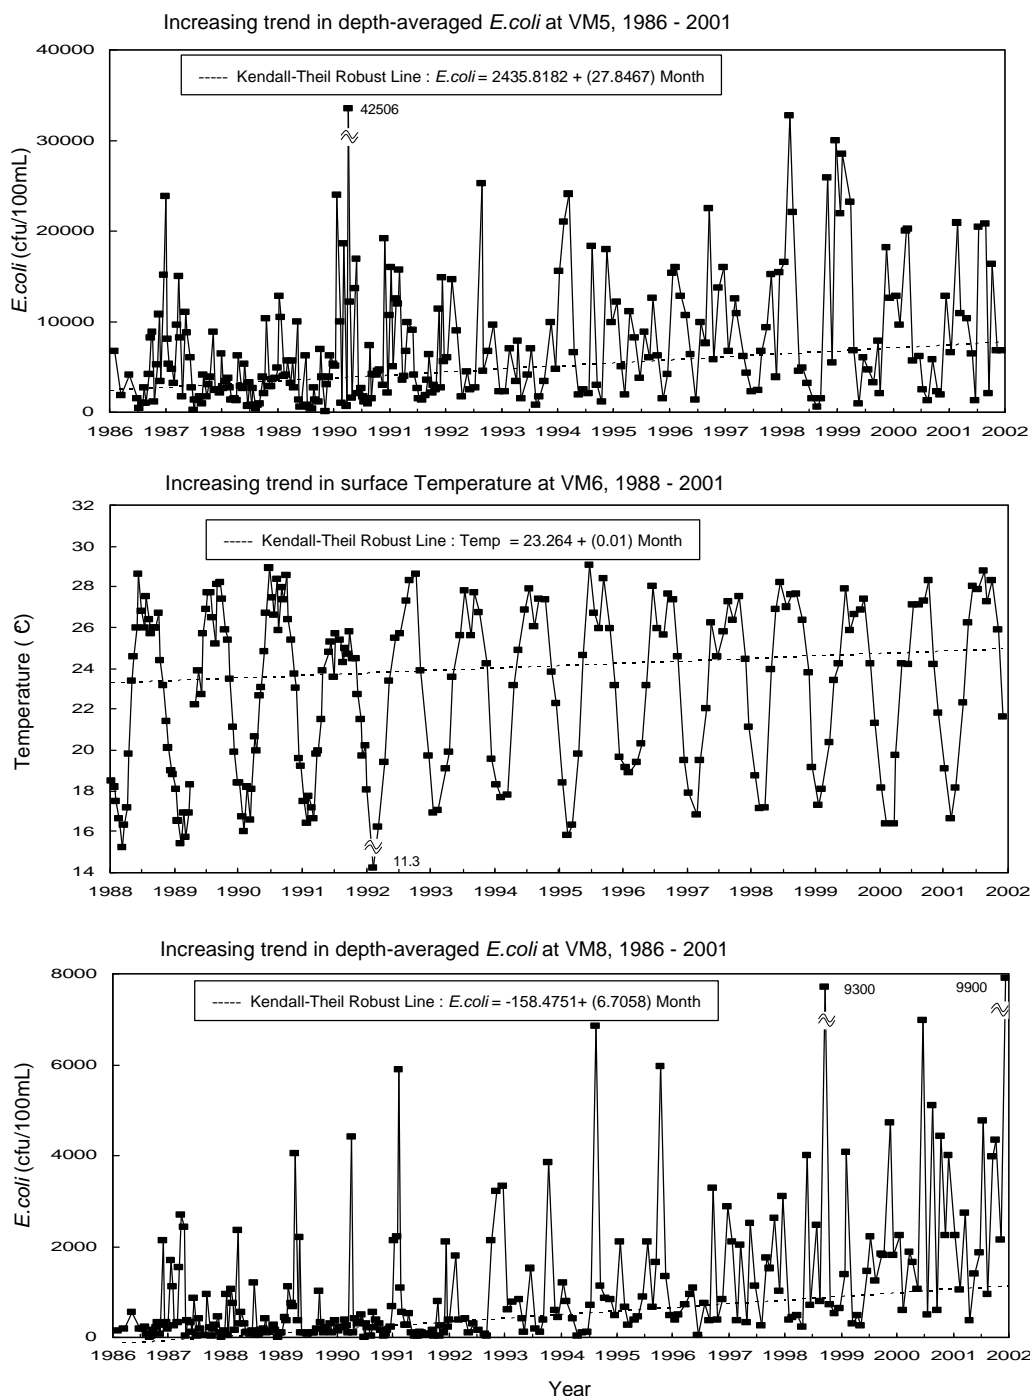 Increasing trend in depth-averaged E.coli at VM5, 1986 - 2001
40000
----- Kendall-Theil Robust Line : E.coli = 2435.8182 + (27.8467) Month
42506
30000
20000
10000
0
E.coli (cfu/100mL)
1986 1987 1988 1989 1990 1991 1992 1993 1994 1995 1996 1997 1998 1999 2000 2001 2002
Increasing trend in surface Temperature at VM6, 1988 - 2001
32
----- Kendall-Theil Robust Line : Temp = 23.264 + (0.01) Month
30
28
26
24
22
20
18
16
14
Temperature ( C)
11.3
1988 1989 1990 1991 1992 1993 1994 1995 1996 1997 1998 1999 2000 2001 2002
Increasing trend in depth-averaged E.coli at VM8, 1986 - 2001
8000
----- Kendall-Theil Robust Line : E.coli = -158.4751+ (6.7058) Month
9300
9900
6000
4000
2000
0
E.coli (cfu/100mL)
1986 1987 1988 1989 1990 1991 1992 1993 1994 1995 1996 1997 1998 1999 2000 2001 2002
Year